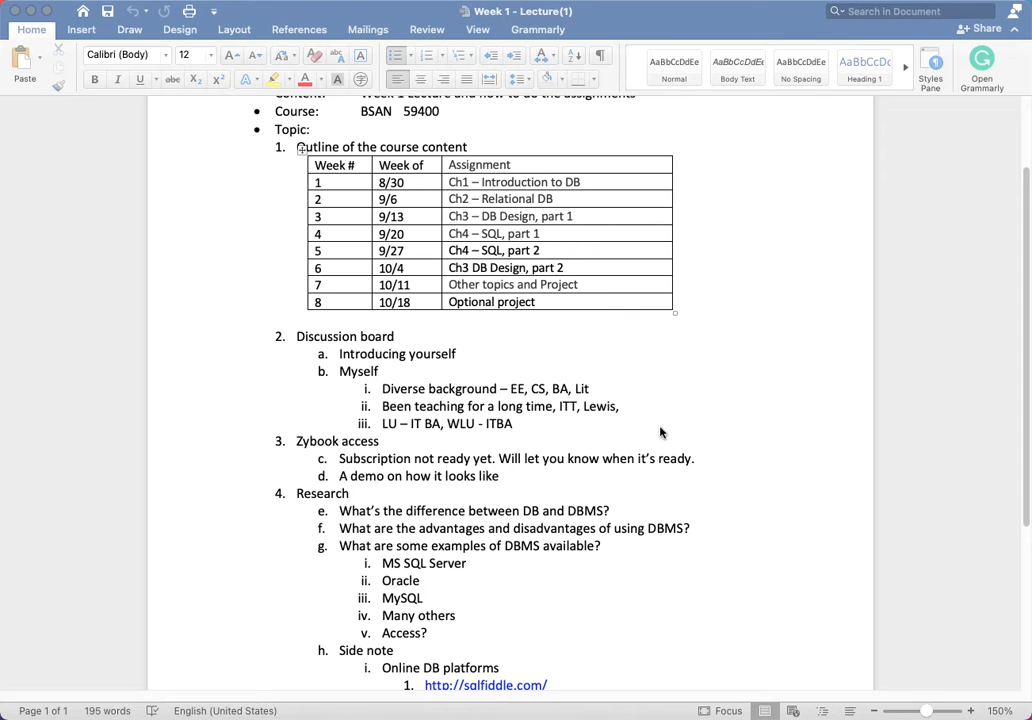 Week 1 - Lecture(1)
Search in Document
Home Insert Draw Design Layout References Mailings Review View Grammarly
Share
Paste
Calibri (Body) 12
AaBbCcDdEe AaBbCcDdEe AaBbCcDdEe AaBbCcDc
Normal Body Text No Spacing Heading 1
Styles Pane
Open Grammarly
Content: Week 1 Lecture and how to do the assignments
• Course: BSAN 59400
• Topic:
1. Outline of the course content
Week # Week of Assignment
1 8/30 Ch1 – Introduction to DB
2 9/6 Ch2 – Relational DB
3 9/13 Ch3 – DB Design, part 1
4 9/20 Ch4 – SQL, part 1
5 9/27 Ch4 – SQL, part 2
6 10/4 Ch3 DB Design, part 2
7 10/11 Other topics and Project
8 10/18 Optional project
2. Discussion board
a. Introducing yourself
b. Myself
i. Diverse background – EE, CS, BA, Lit
ii. Been teaching for a long time, ITT, Lewis,
iii. LU – IT BA, WLU - ITBA
3. Zybook access
c. Subscription not ready yet. Will let you know when it's ready.
d. A demo on how it looks like
4. Research
e. What's the difference between DB and DBMS?
f. What are the advantages and disadvantages of using DBMS?
g. What are some examples of DBMS available?
i. MS SQL Server
ii. Oracle
iii. MySQL
iv. Many others
v. Access?
h. Side note
i. Online DB platforms
1. http://sqlfiddle.com/
Page 1 of 1 195 words English (United States) Focus 150%